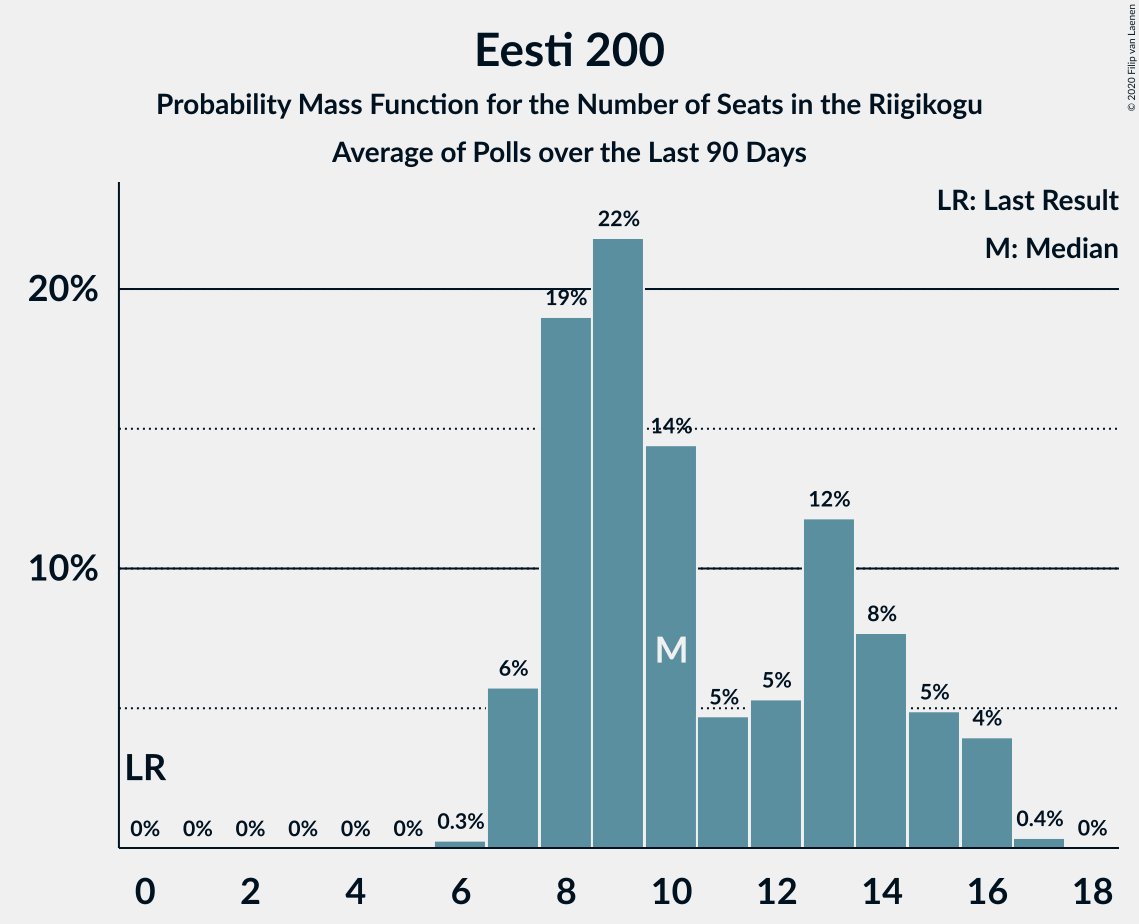 Eesti 200
Probability Mass Function for the Number of Seats in the Riigikogu
Average of Polls over the Last 90 Days
© 2020 Filip van Laenen
LR: Last Result
M: Median
22%
20%
19%
14%
12%
10%
8%
M
6%
5%
5%
5%
4%
LR
0% 0% 0% 0% 0% 0% 0.3% 0.4% 0%
0 2 4 6 8 10 12 14 16 18